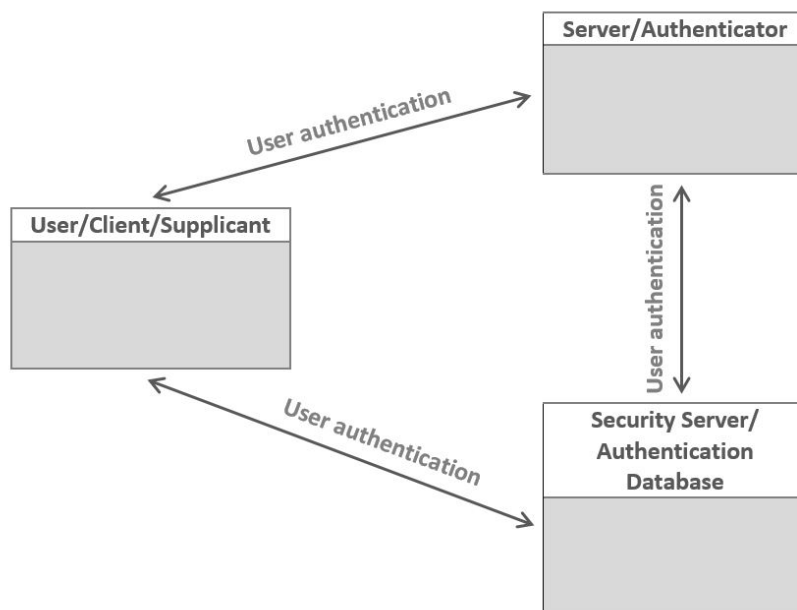 Server/Authenticator
User authentication
User/Client/Supplicant
User authentication
User authentication
Security Server/
Authentication
Database